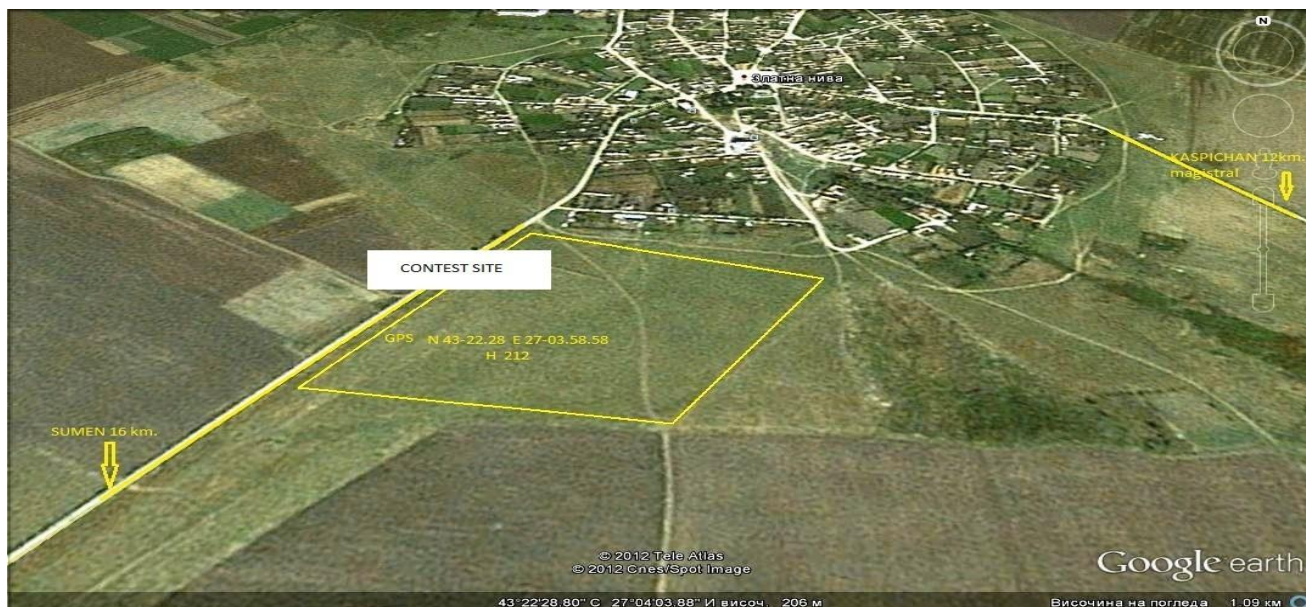 N
Златна нива
KASPICHAN 12km.
magistral
CONTEST SITE
GPS N 43-22.28 E 27-03.58.58
H 212
SUMEN 16 km.
© 2012 Tele Atlas
© 2012 Cnes/Spot Image
Google earth
43°22'28.80" С 27°04'03.88" И височ. 206 м
Височина на погледа 1.09 км